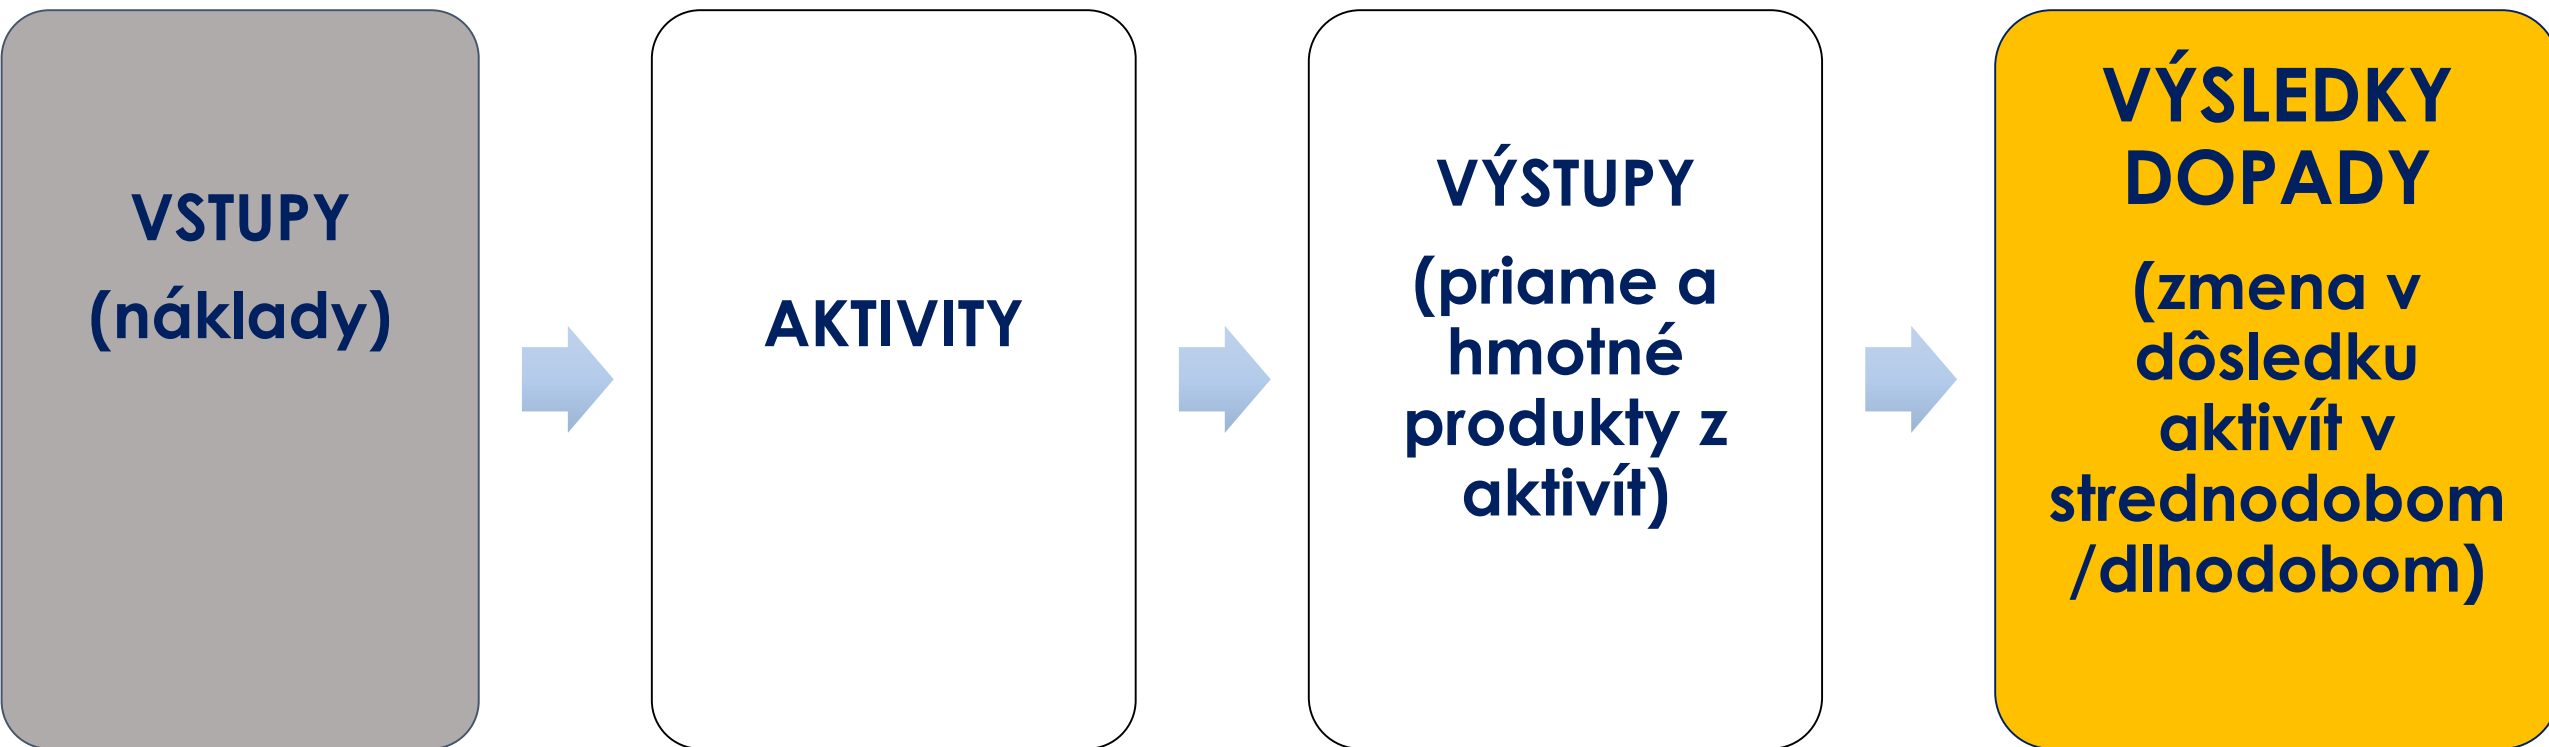 VSTUPY
(náklady)
AKTIVITY
VÝSTUPY
(priame a
hmotné
produkty z
aktivít)
VÝSLEDKY
DOPADY
(zmena v
dôsledku
aktivít v
strednodobom
/dlhodobom)